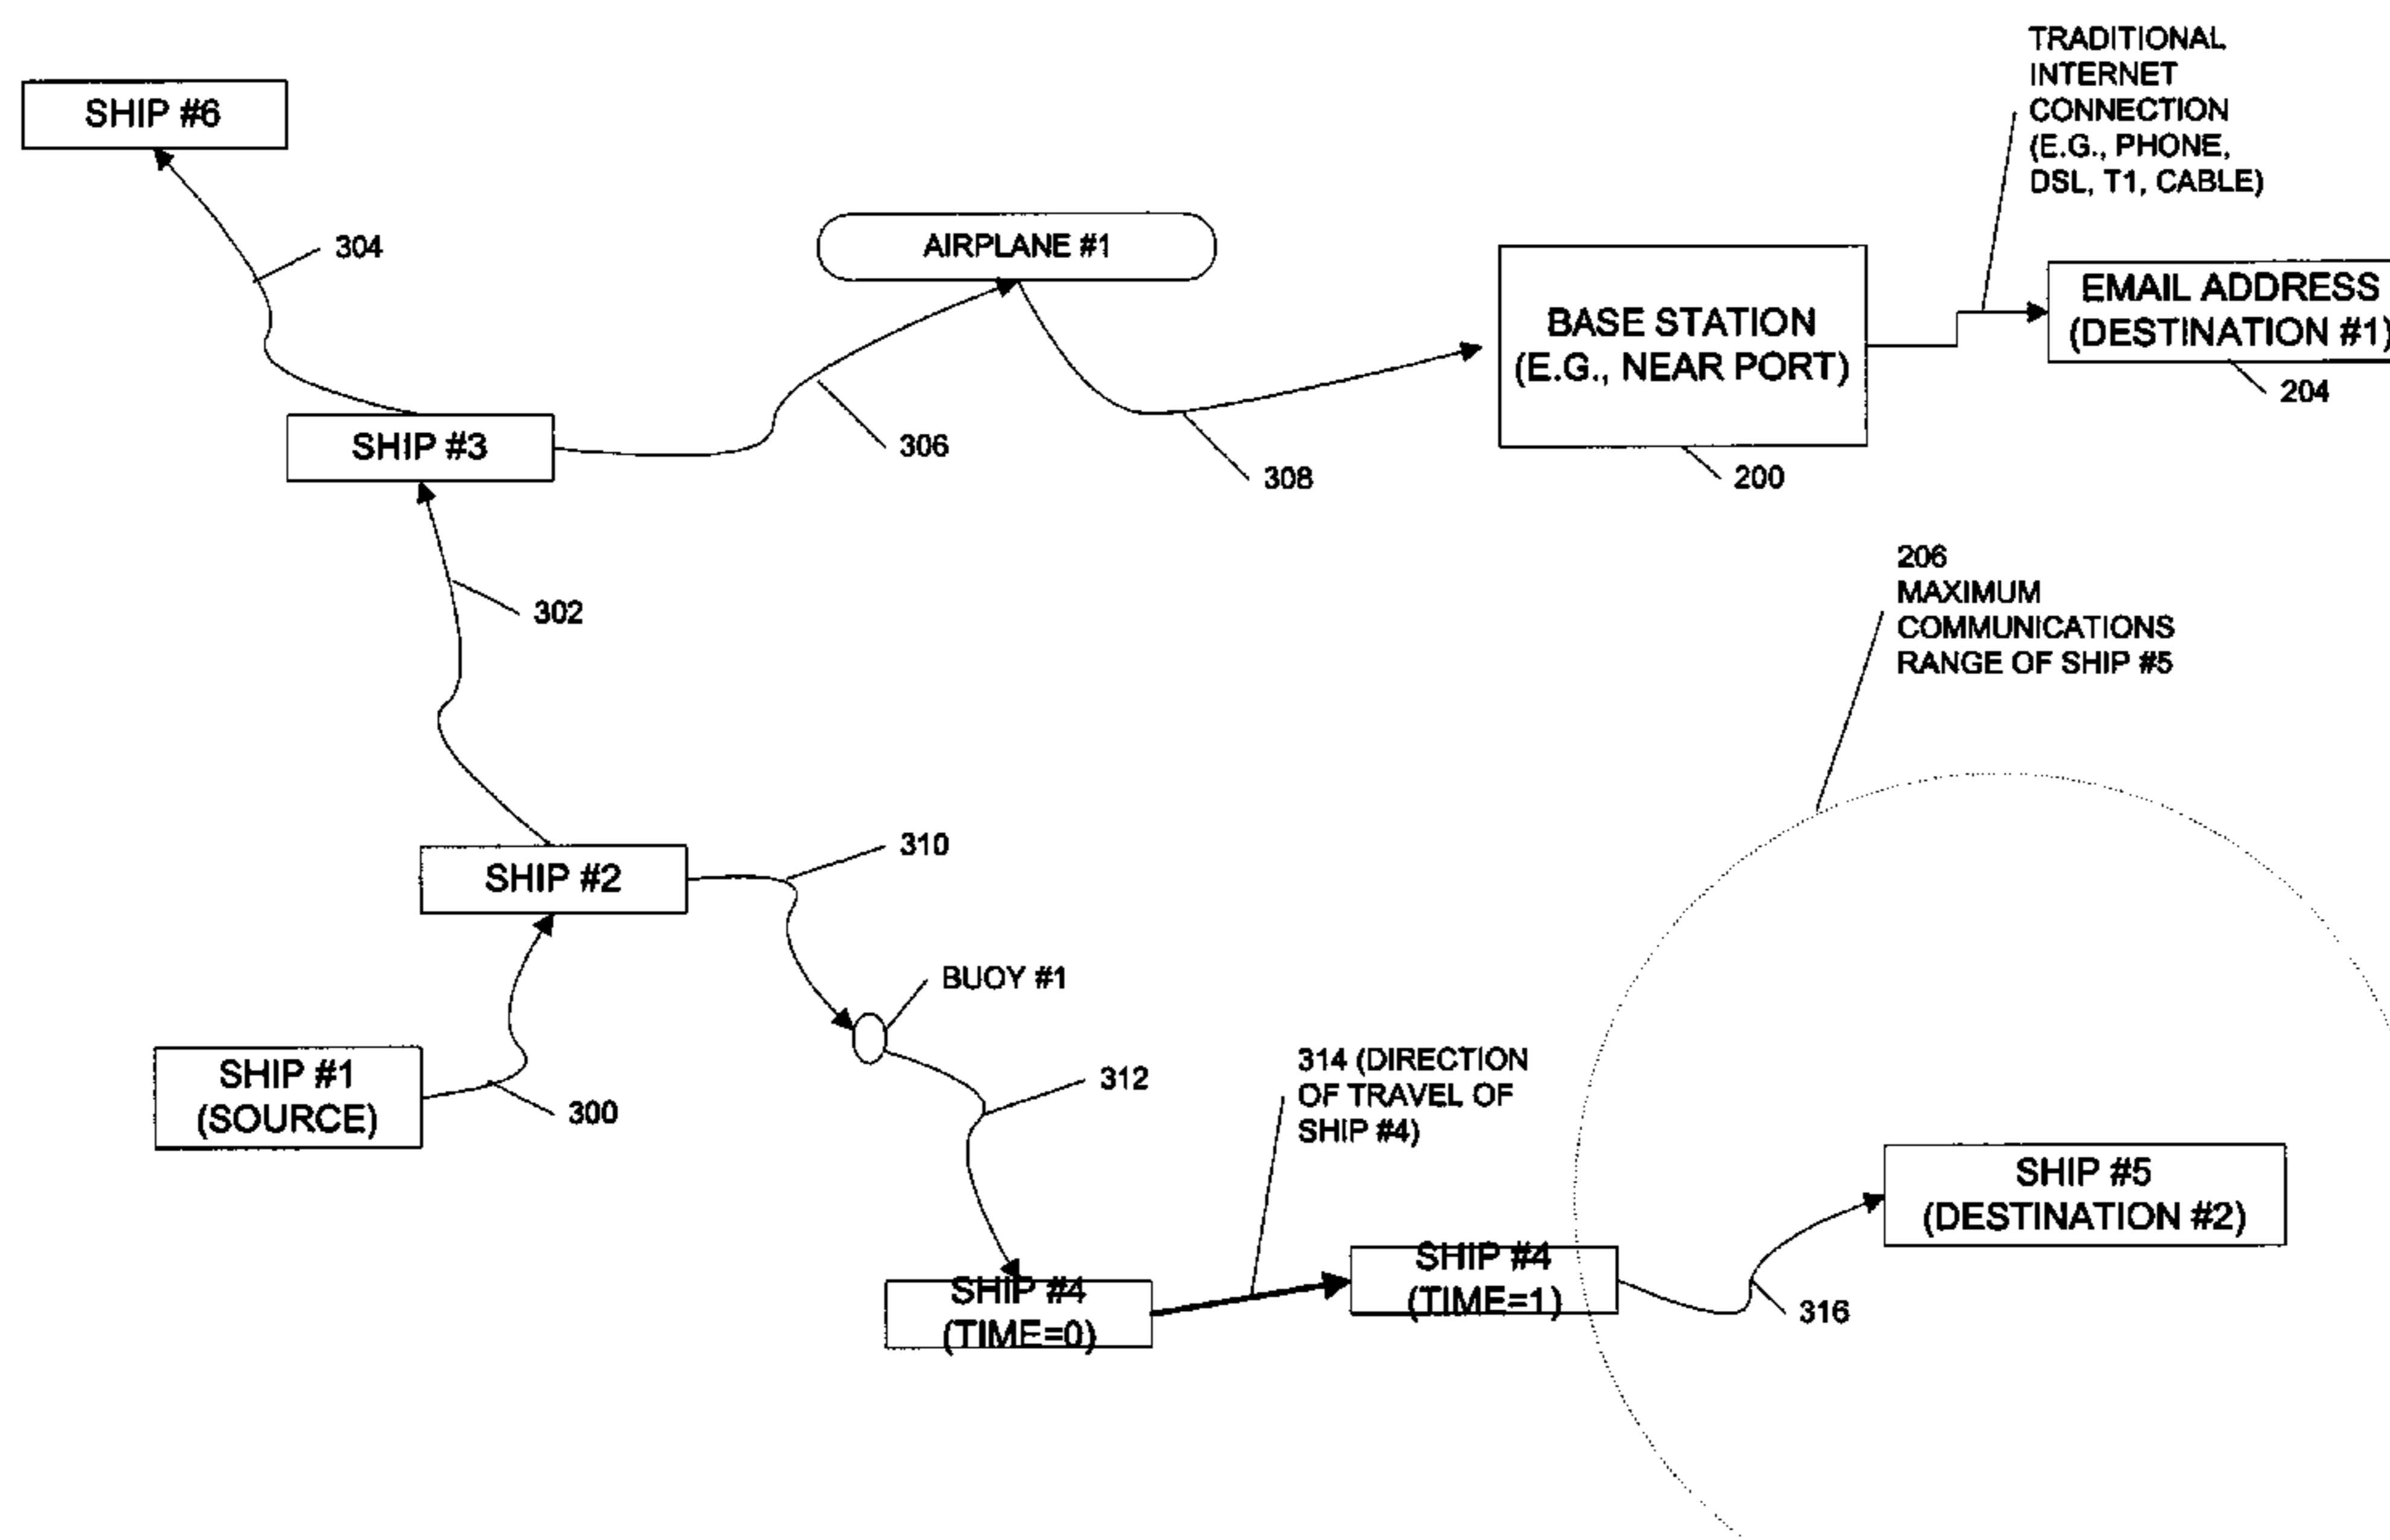 TRADITIONAL
INTERNET
CONNECTION
(E.G., PHONE,
DSL, T1, CABLE)
SHIP #6
304
AIRPLANE #1
BASE STATION
(E.G., NEAR PORT)
EMAIL ADDRESS
(DESTINATION #1)
204
SHIP #3
306
308
200
302
206
MAXIMUM
COMMUNICATIONS
RANGE OF SHIP #5
310
SHIP #2
BUOY #1
SHIP #1
(SOURCE)
300
312
314 (DIRECTION
OF TRAVEL OF
SHIP #4)
SHIP #5
(DESTINATION #2)
SHIP #4
(TIME=1)
316
SHIP #4
(TIME=0)